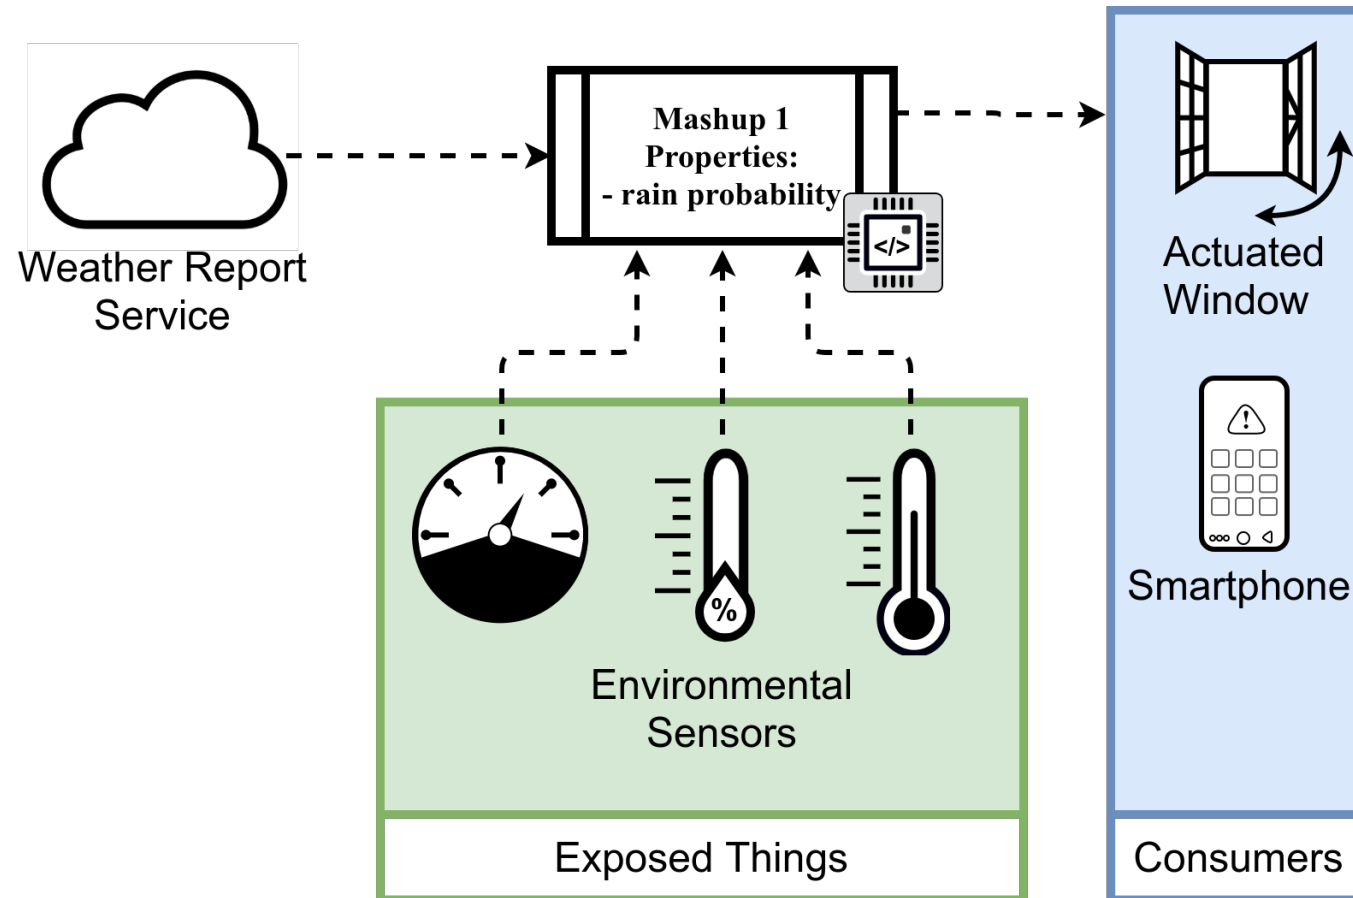 Weather Report
Service
Mashup 1
Properties:
- rain probability
</>
Actuated
Window
Smartphone
%
Environmental
Sensors
Exposed Things
Consumers